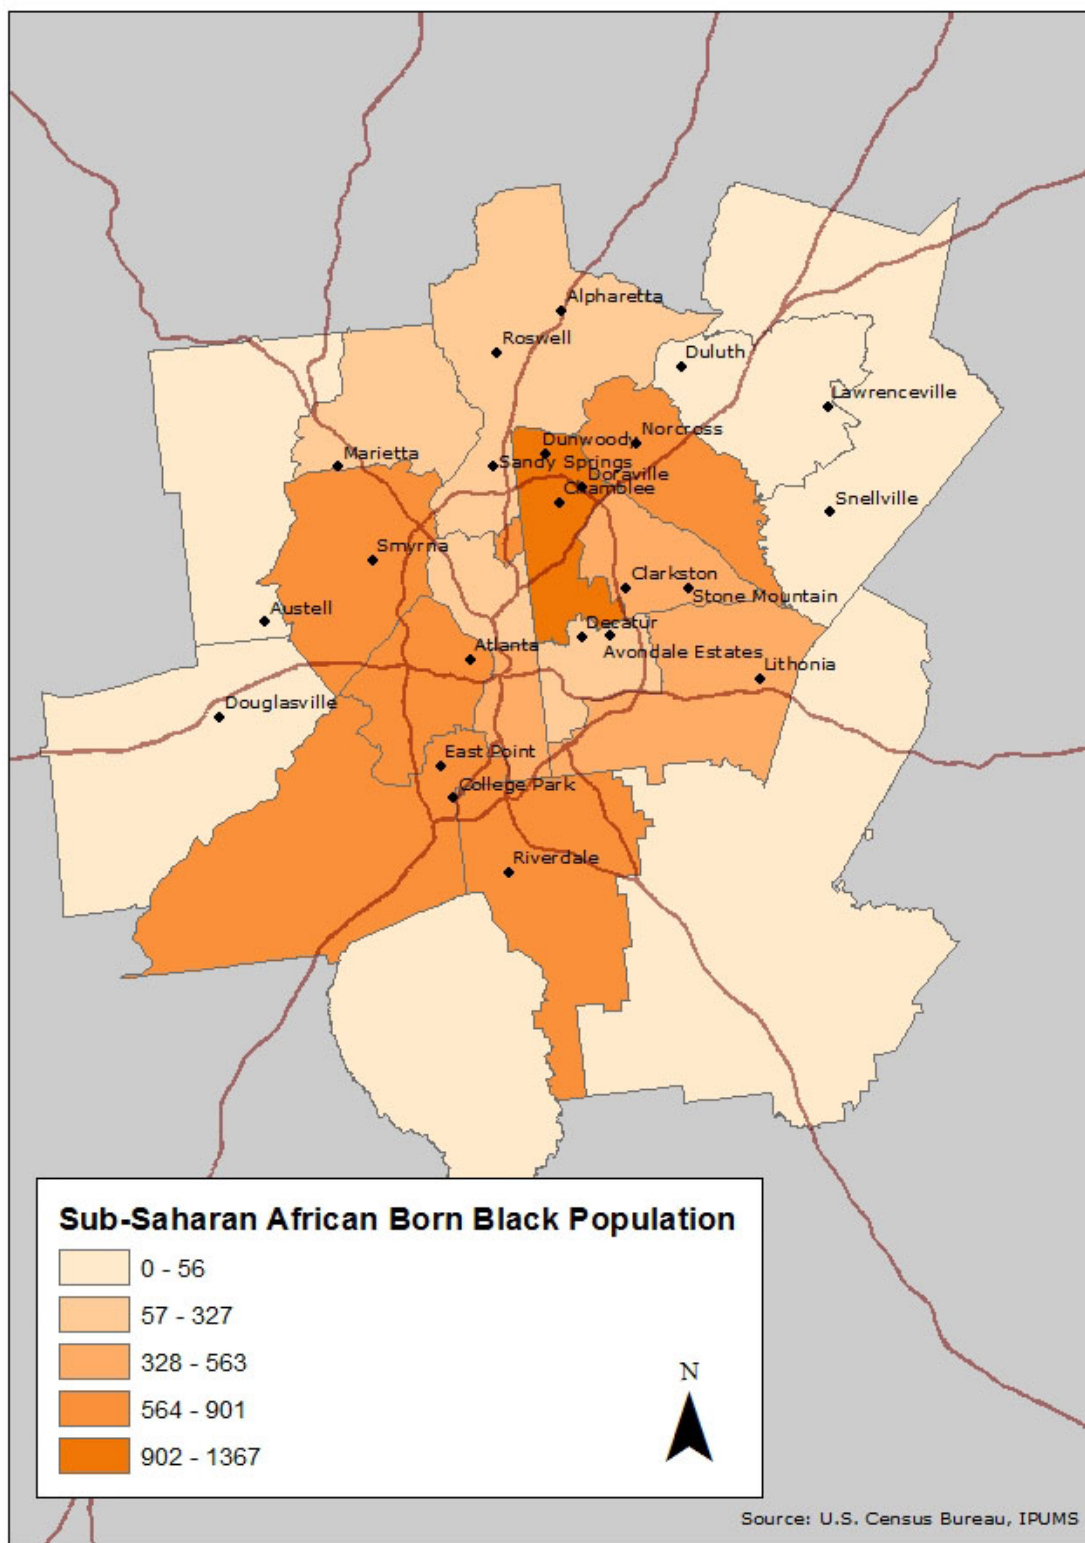 Alpharetta
Roswell
Duluth
Lawrenceville
Norcross
Dunwoody
Marietta
Sandy Springs
Doraville
Chamblee
Snellville
Smyrna
Clarkston
Stone Mountain
Austell
Decatur
Atlanta
Avondale Estates
Lithonia
Douglasville
East Point
College Park
Riverdale
Sub-Saharan African Born Black Population
0 - 56
57 - 327
328 - 563
564 - 901
902 - 1367
N
Source: U.S. Census Bureau, IPUMS